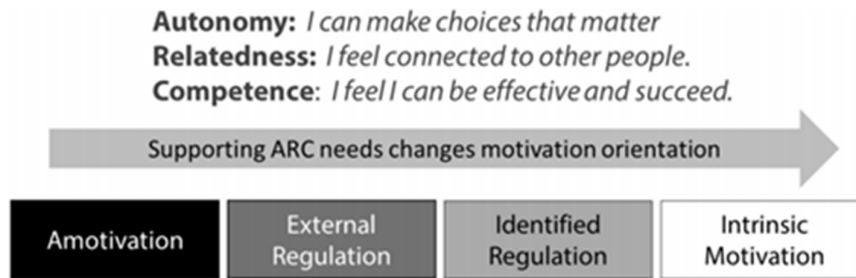 Autonomy: I can make choices that matter
Relatedness: I feel connected to other people.
Competence: I feel I can be effective and succeed.
Supporting ARC needs changes motivation orientation
Amotivation
External
Regulation
Identified
Regulation
Intrinsic
Motivation